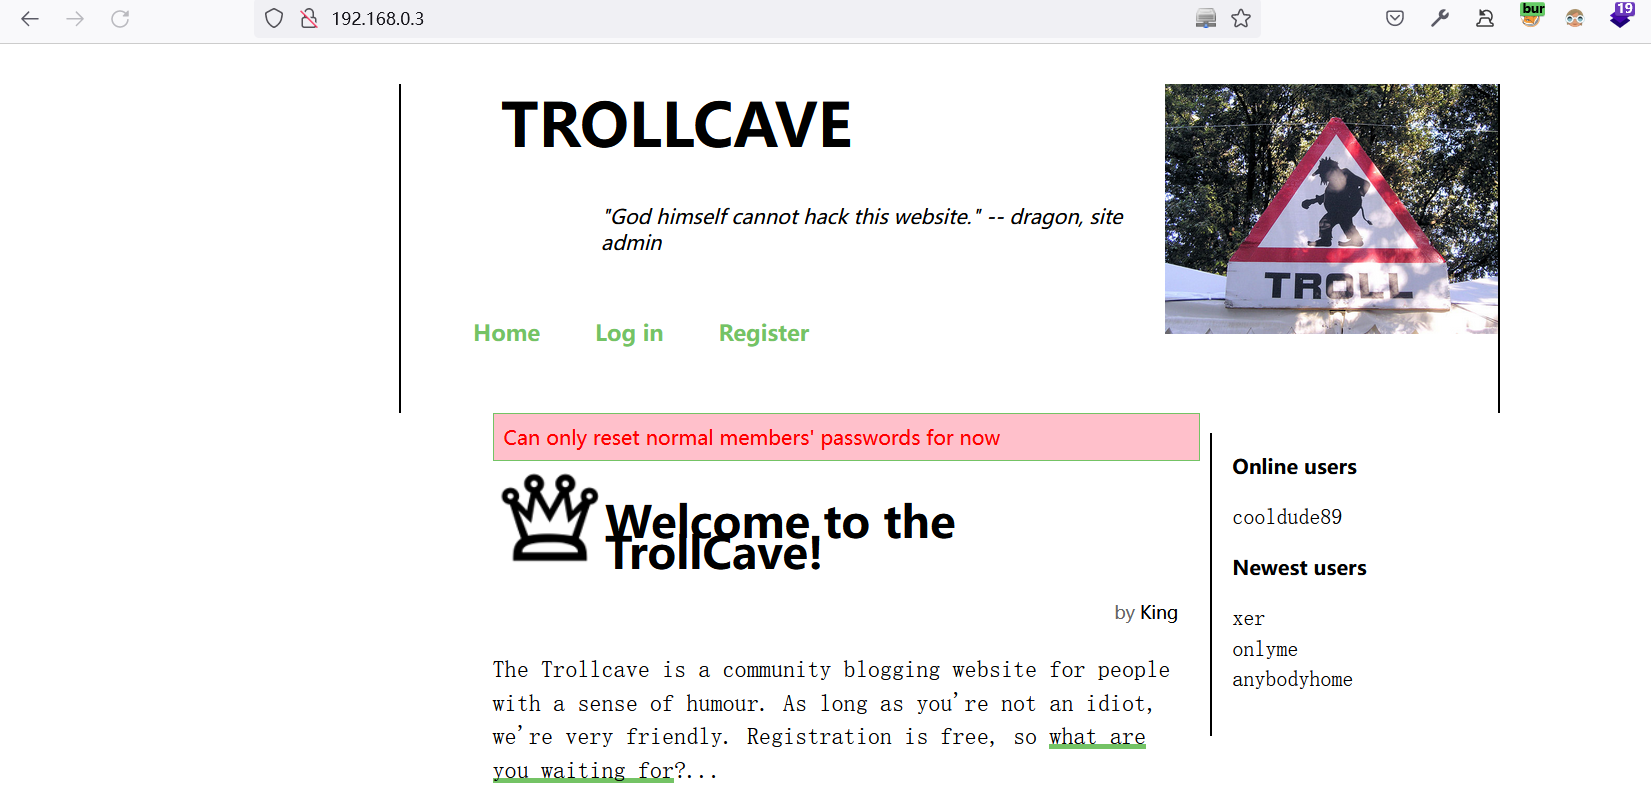 192.168.0.3
bur
19
TROLLCAVE
"God himself cannot hack this website." -- dragon, site
admin
TROLL
Home Log in Register
Can only reset normal members' passwords for now
Welcome to the
TrollCave!
by King
The Trollcave is a community blogging website for people
with a sense of humour. As long as you're not an idiot,
we're very friendly. Registration is free, so what are
you waiting for?...
Online users
cooldude89
Newest users
xer
onlyme
anybodyhome